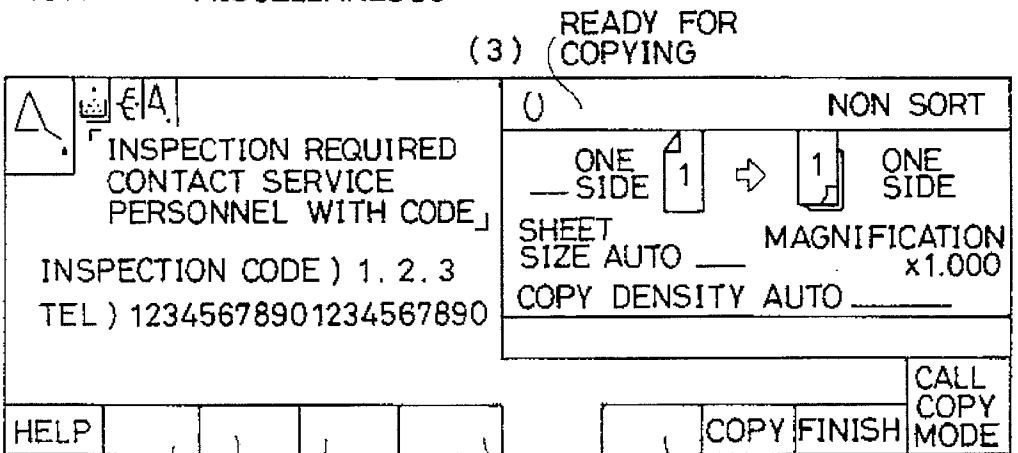 READY FOR
(3) COPYING
「INSPECTION REQUIRED
CONTACT SERVICE
PERSONNEL WITH CODE」
INSPECTION CODE ) 1. 2. 3
TEL ) 12345678901234567890
NON SORT
ONE SIDE 1 ⇨ 1 ONE SIDE
SHEET
SIZE AUTO
MAGNIFICATION
x1.000
COPY DENSITY AUTO
HELP
COPY
FINISH
CALL
COPY
MODE